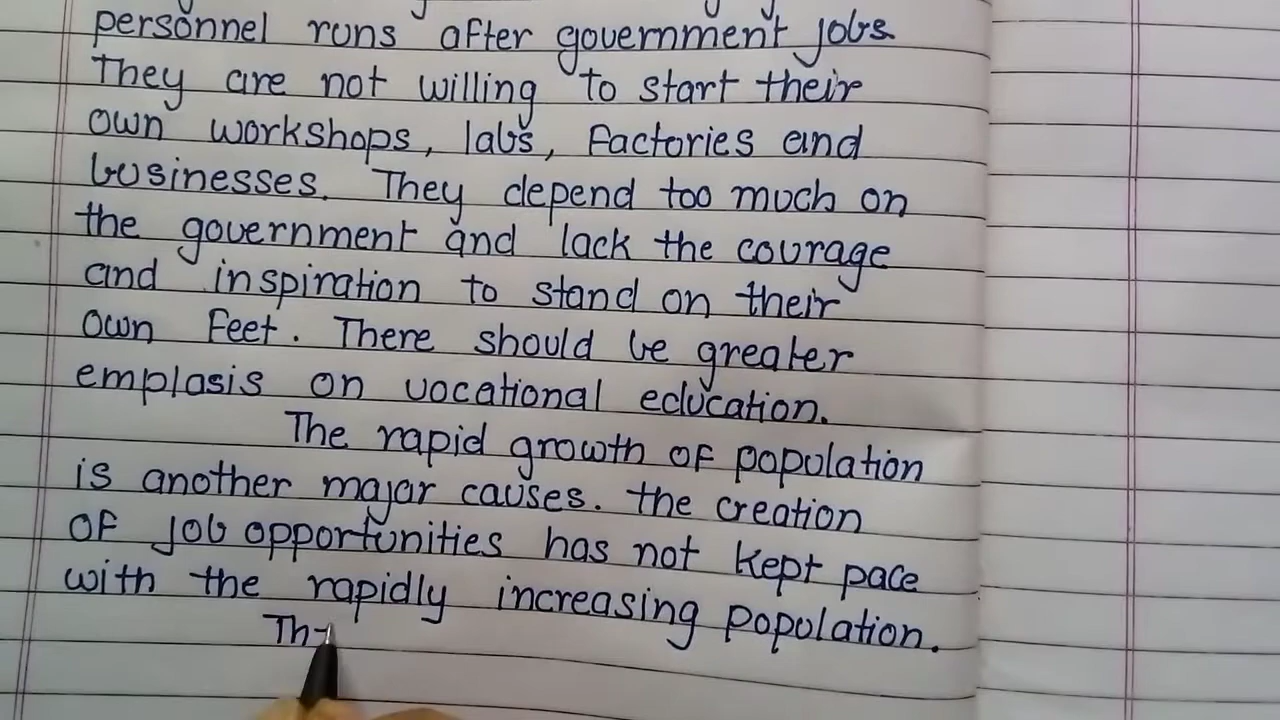 personnel runs after government jobs.
They are not willing to start their
own workshops, labs, factories and
businesses. They depend too much on
the government and lack the courage
and inspiration to stand on their
own feet. There should be greater
emplasis on vocational education.
The rapid growth of population
is another major causes. the creation
of job opportunities has not kept pace
with the rapidly increasing population.
Th